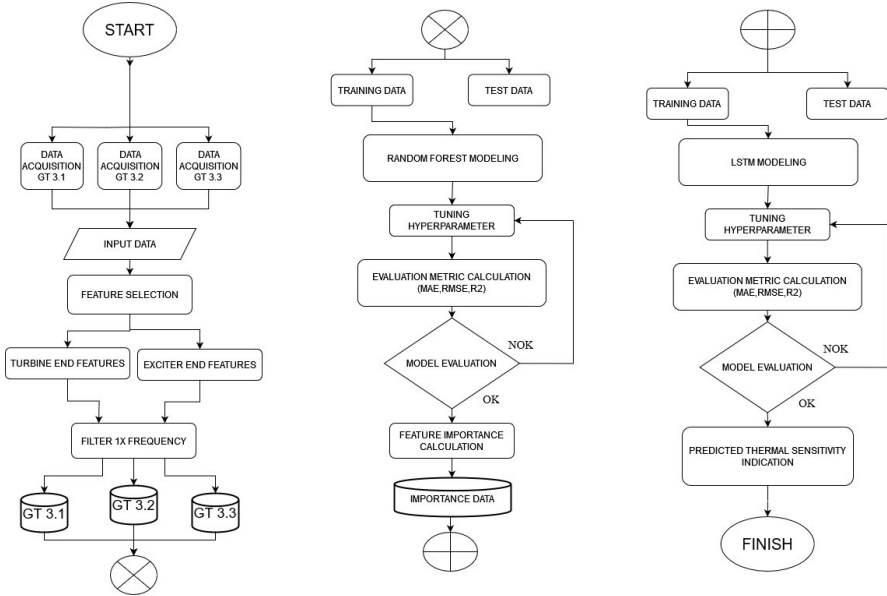 START
DATA
ACQUISITION
GT 3.1
DATA
ACQUISITION
GT 3.2
DATA
ACQUISITION
GT 3.3
INPUT DATA
FEATURE SELECTION
TURBINE END FEATURES
EXCITER END FEATURES
FILTER 1X FREQUENCY
GT 3.1
GT 3.2
GT 3.3
TRAINING DATA
TEST DATA
RANDOM FOREST MODELING
TUNING
HYPERPARAMETER
EVALUATION METRIC CALCULATION
(MAE,RMSE,R2)
MODEL EVALUATION
NOK
OK
FEATURE IMPORTANCE
CALCULATION
IMPORTANCE DATA
TRAINING DATA
TEST DATA
LSTM MODELING
TUNING
HYPERPARAMETER
EVALUATION METRIC CALCULATION
(MAE,RMSE,R2)
MODEL EVALUATION
NOK
OK
PREDICTED THERMAL SENSITIVITY
INDICATION
FINISH